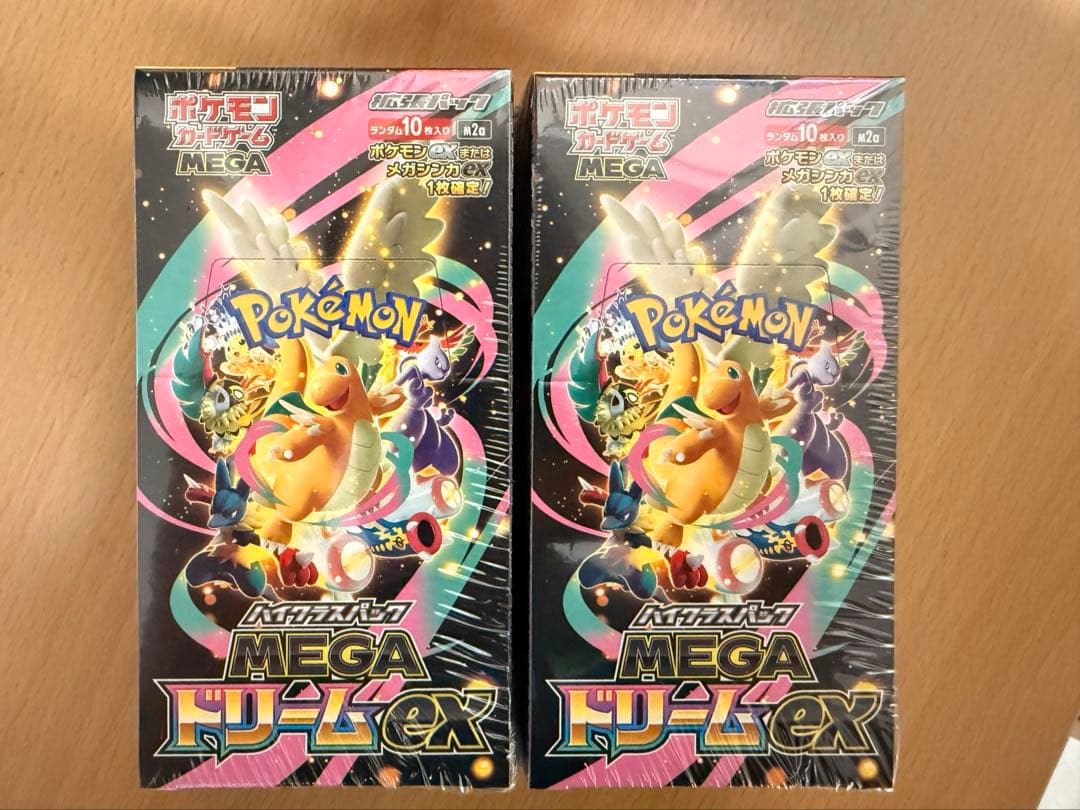 ポケモン
カードゲーム
MEGA
拡張パック
ランダム10枚入り M2a
ポケモンexまたは
メガシンカex
1枚確定!
POKéMON
ハイクラスパック
MEGA
ドリームex
ポケモン
カードゲーム
MEGA
拡張パック
ランダム10枚入り M2a
ポケモンexまたは
メガシンカex
1枚確定!
POKéMON
ハイクラスパック
MEGA
ドリームex